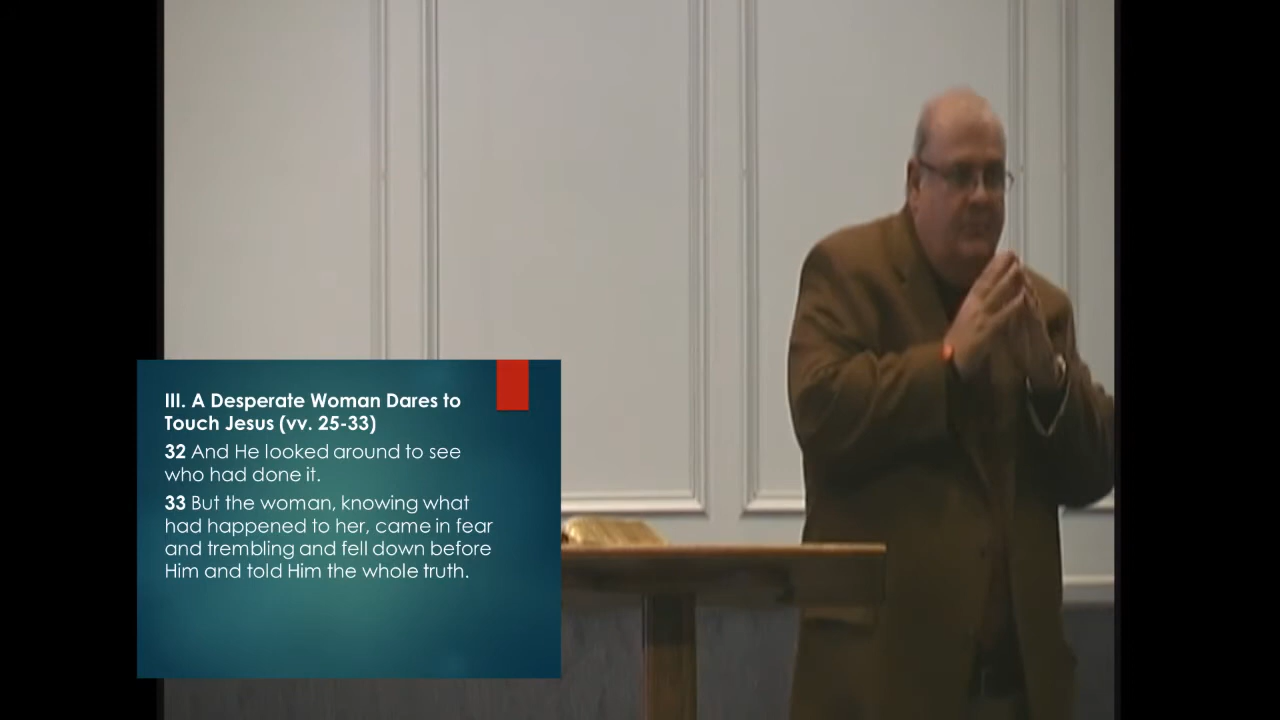 III. A Desperate Woman Dares to
Touch Jesus (vv. 25-33)
32 And He looked around to see
who had done it.
33 But the woman, knowing what
had happened to her, came in fear
and trembling and fell down before
Him and told Him the whole truth.